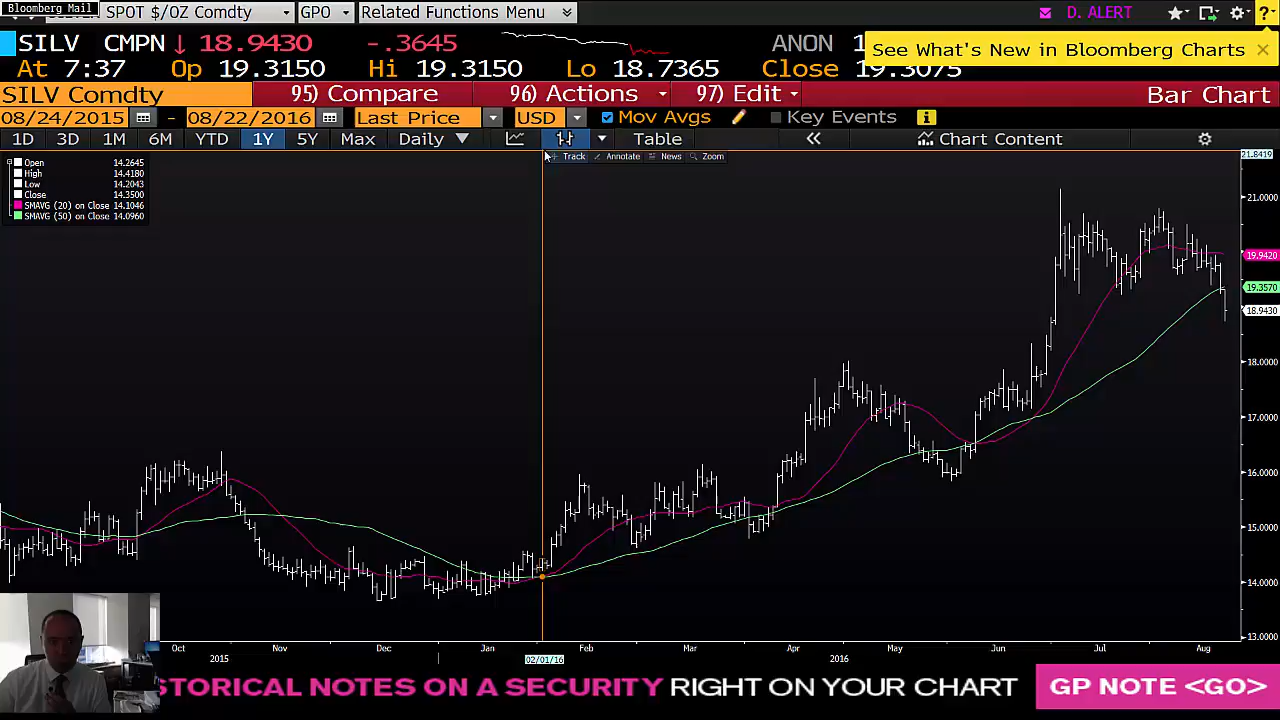 Bloomberg Mail
SPOT $/OZ Comdty GPO Related Functions Menu D. ALERT ?
SILV CMPN ↓ 18.9430 -.3645 ANON 1
See What's New in Bloomberg Charts ×
At 7:37 Op 19.3150 Hi 19.3150 Lo 18.7365 Close 19.3075
SILV Comdty 95) Compare 96) Actions 97) Edit Bar Chart
08/24/2015 - 08/22/2016 Last Price USD Mov Avgs Key Events i
1D 3D 1M 6M YTD 1Y 5Y Max Daily Table « Chart Content
Track Annotate News Zoom
Open 14.2645
High 14.4180
Low 14.2043
Close 14.3500
SMAVG (20) on Close 14.1046
SMAVG (50) on Close 14.0960
21.8419
21.0000
19.9420
19.3570
18.9430
18.0000
17.0000
16.0000
15.0000
14.0000
13.0000
Oct Nov Dec Jan Feb Mar Apr May Jun Jul Aug
2015 02/01/16 2016
STORICAL NOTES ON A SECURITY RIGHT ON YOUR CHART GP NOTE <GO>